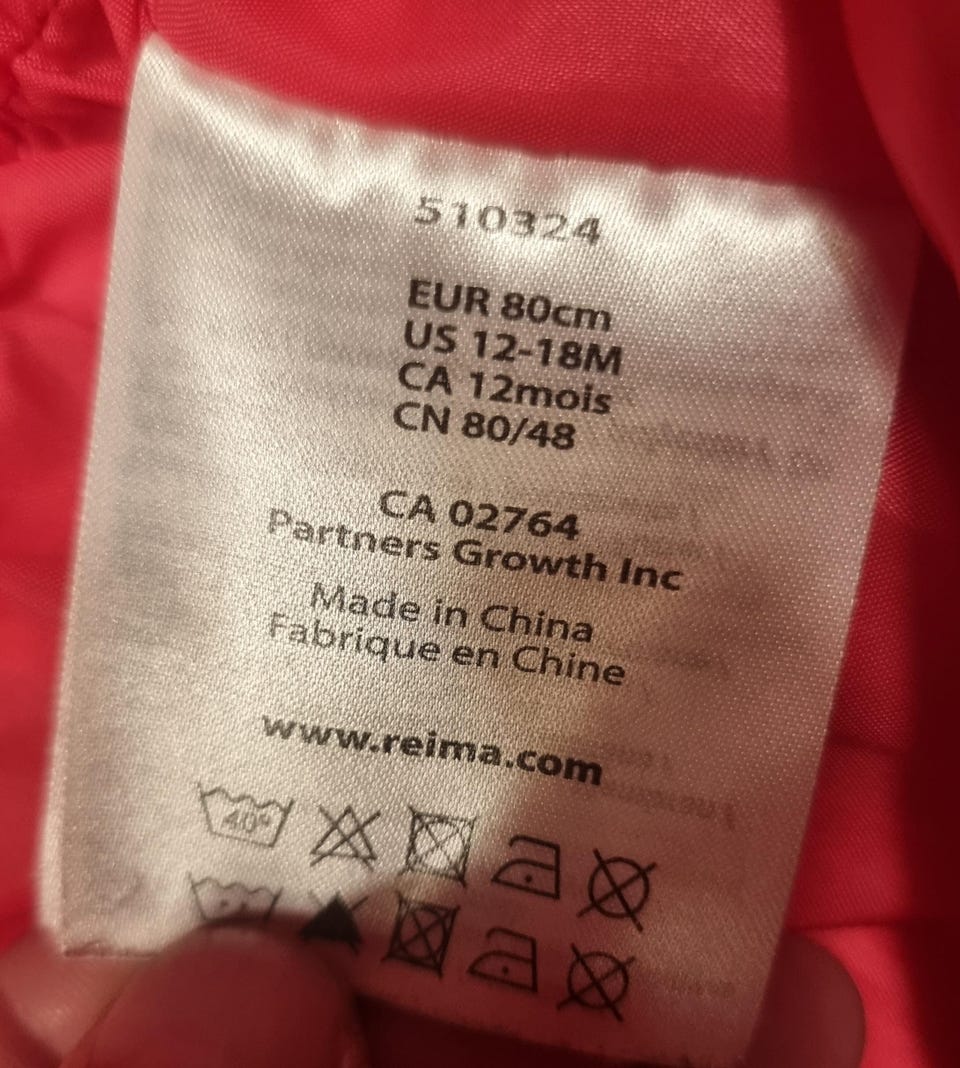 510324
EUR 80cm
US 12-18M
CA 12mois
CN 80/48
CA 02764
Partners Growth Inc
Made in China
Fabrique en Chine
www.reima.com
40°